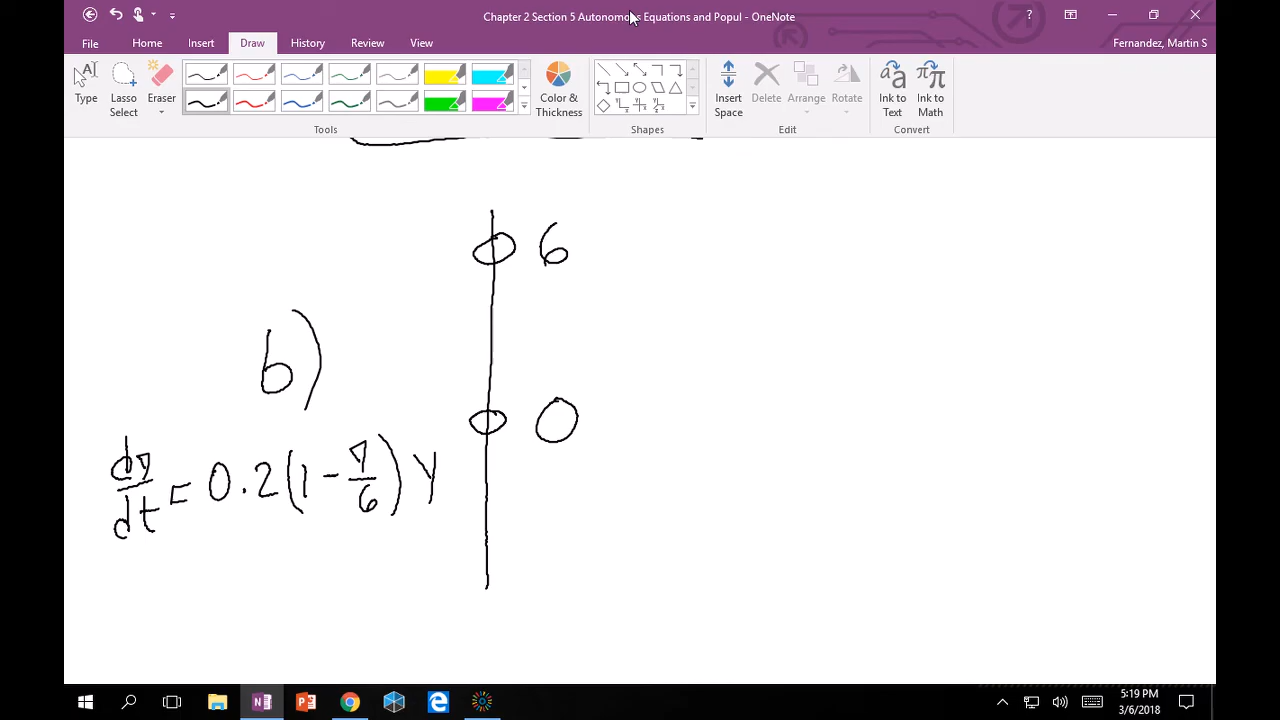 Chapter 2 Section 5 Autonomous Equations and Popul - OneNote
?
File Home Insert Draw History Review View
Fernandez, Martin S
Type
Lasso Select
Eraser
Color & Thickness
Insert Space
Delete
Arrange
Rotate
Ink to Text
Ink to Math
Tools
Shapes
Edit
Convert
6
b)
0
dy/dt = 0.2(1 - y/6) y
5:19 PM
3/6/2018